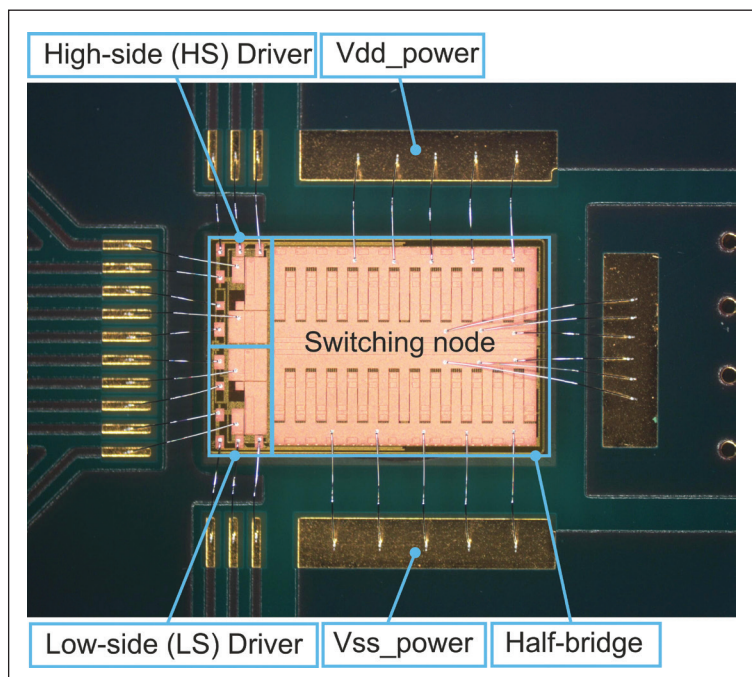 High-side (HS) Driver
Vdd_power
Switching node
Low-side (LS) Driver
Vss_power
Half-bridge